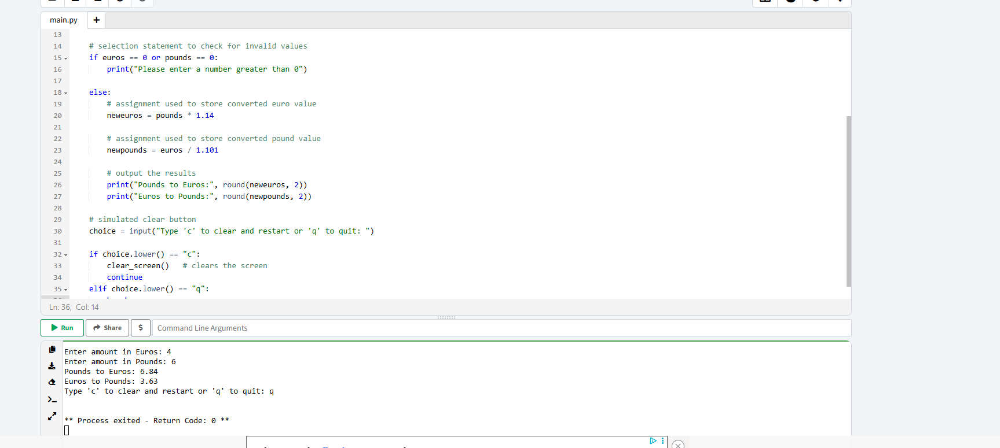 main.py +
13
14 # selection statement to check for invalid values
15 if euros == 0 or pounds == 0:
16 print("Please enter a number greater than 0")
17
18 else:
19 # assignment used to store converted euro value
20 neweuros = pounds * 1.14
21
22 # assignment used to store converted pound value
23 newpounds = euros / 1.101
24
25 # output the results
26 print("Pounds to Euros:", round(neweuros, 2))
27 print("Euros to Pounds:", round(newpounds, 2))
28
29 # simulated clear button
30 choice = input("Type 'c' to clear and restart or 'q' to quit: ")
31
32 if choice.lower() == "c":
33 clear_screen() # clears the screen
34 continue
35 elif choice.lower() == "q":
Ln: 36, Col: 14
Run Share $ Command Line Arguments
Enter amount in Euros: 4
Enter amount in Pounds: 6
Pounds to Euros: 6.84
Euros to Pounds: 3.63
Type 'c' to clear and restart or 'q' to quit: q
** Process exited - Return Code: 0 **